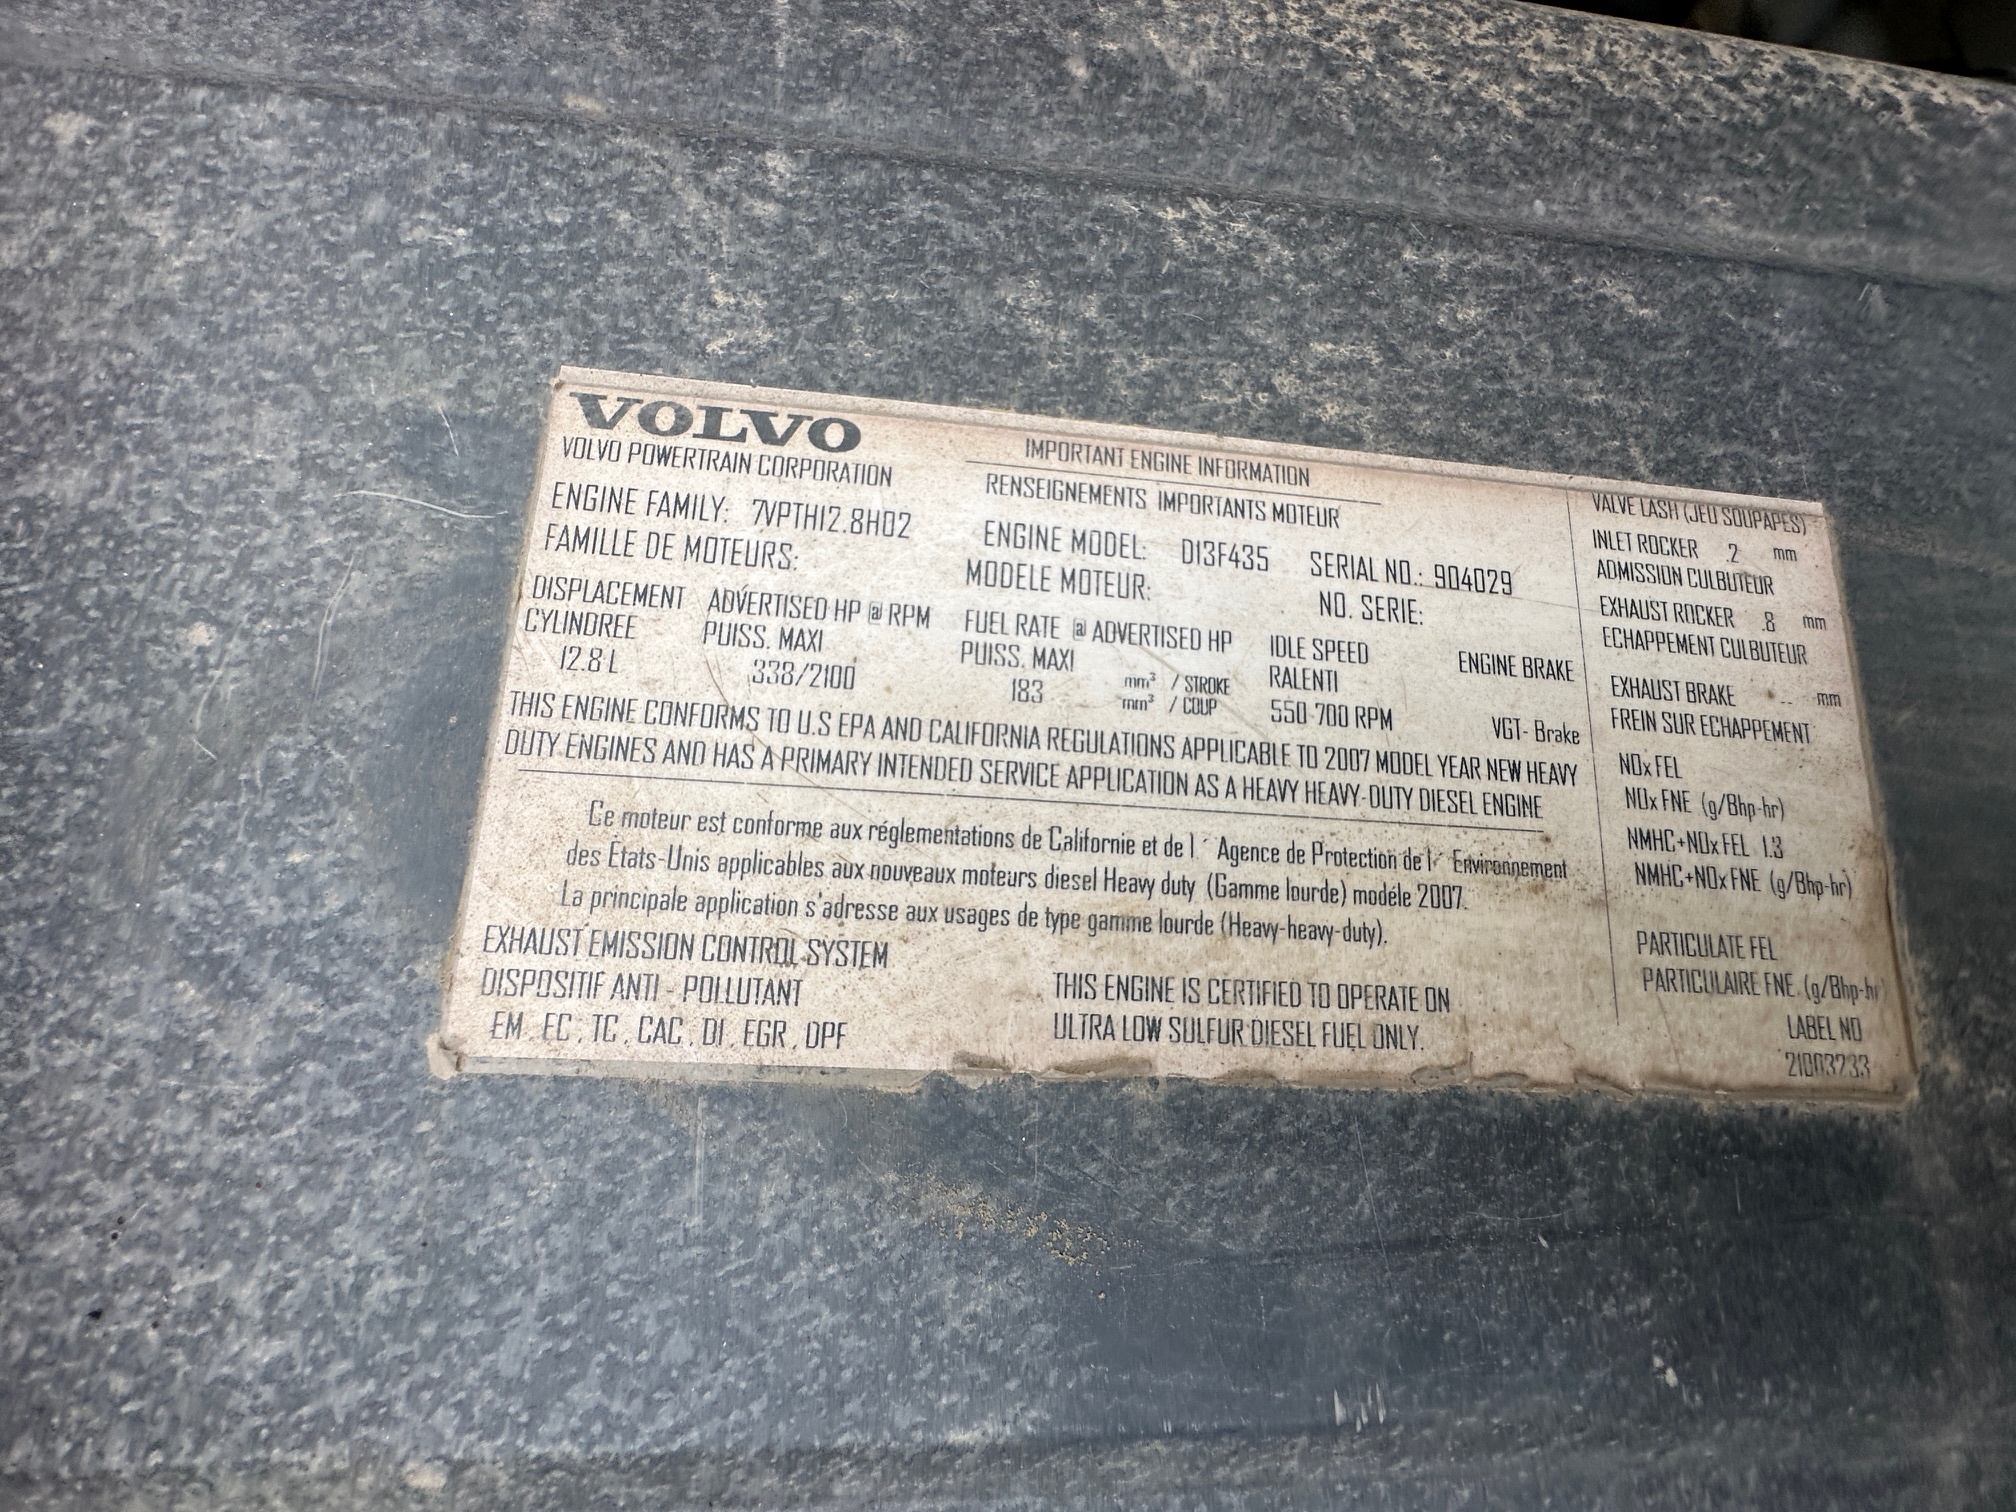 VOLVO
VOLVO POWERTRAIN CORPORATION
IMPORTANT ENGINE INFORMATION
RENSEIGNEMENTS IMPORTANTS MOTEUR
ENGINE FAMILY: 7VPTH12.8H02
FAMILLE DE MOTEURS:
ENGINE MODEL: D13F435
MODELE MOTEUR:
SERIAL NO.: 904029
NO. SERIE:
DISPLACEMENT
CYLINDREE
12.8 L
ADVERTISED HP @ RPM
PUISS. MAXI
338/2100
FUEL RATE @ ADVERTISED HP
PUISS. MAXI
183 mm³ / STROKE
mm³ / COUP
IDLE SPEED
RALENTI
550-700 RPM
ENGINE BRAKE
VGT- Brake
THIS ENGINE CONFORMS TO U.S EPA AND CALIFORNIA REGULATIONS APPLICABLE TO 2007 MODEL YEAR NEW HEAVY
DUTY ENGINES AND HAS A PRIMARY INTENDED SERVICE APPLICATION AS A HEAVY HEAVY-DUTY DIESEL ENGINE
Ce moteur est conforme aux réglementations de Californie et de l ´ Agence de Protection de l ´ Environnement
des Etats-Unis applicables aux nouveaux moteurs diesel Heavy duty (Gamme lourde) modéle 2007.
La principale application s'adresse aux usages de type gamme lourde (Heavy-heavy-duty).
EXHAUST EMISSION CONTROL SYSTEM
DISPOSITIF ANTI - POLLUTANT
EM , EC , TC , CAC , DI , EGR , DPF
THIS ENGINE IS CERTIFIED TO OPERATE ON
ULTRA LOW SULFUR DIESEL FUEL ONLY.
VALVE LASH (JEU SOUPAPES)
INLET ROCKER .2 mm
ADMISSION CULBUTEUR
EXHAUST ROCKER .8 mm
ECHAPPEMENT CULBUTEUR
EXHAUST BRAKE -- mm
FREIN SUR ECHAPPEMENT
NOx FEL
NOx FNE (g/Bhp-hr)
NMHC+NOx FEL 1.3
NMHC+NOx FNE (g/Bhp-hr)
PARTICULATE FEL
PARTICULAIRE FNE. (g/Bhp-hr)
LABEL NO
21003233